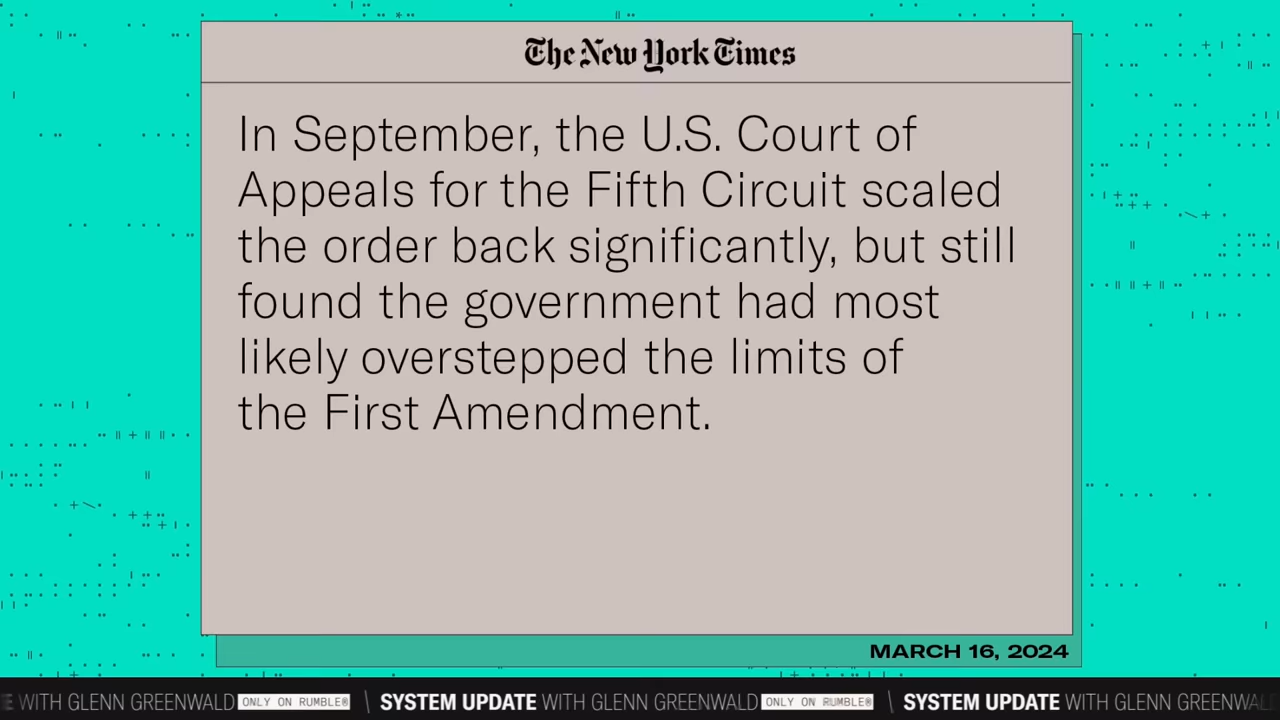 The New York Times
In September, the U.S. Court of
Appeals for the Fifth Circuit scaled
the order back significantly, but still
found the government had most
likely overstepped the limits of
the First Amendment.
MARCH 16, 2024
E WITH GLENN GREENWALD ONLY ON RUMBLE® \ SYSTEM UPDATE WITH GLENN GREENWALD ONLY ON RUMBLE® \ SYSTEM UPDATE WITH GLENN GREENWAL